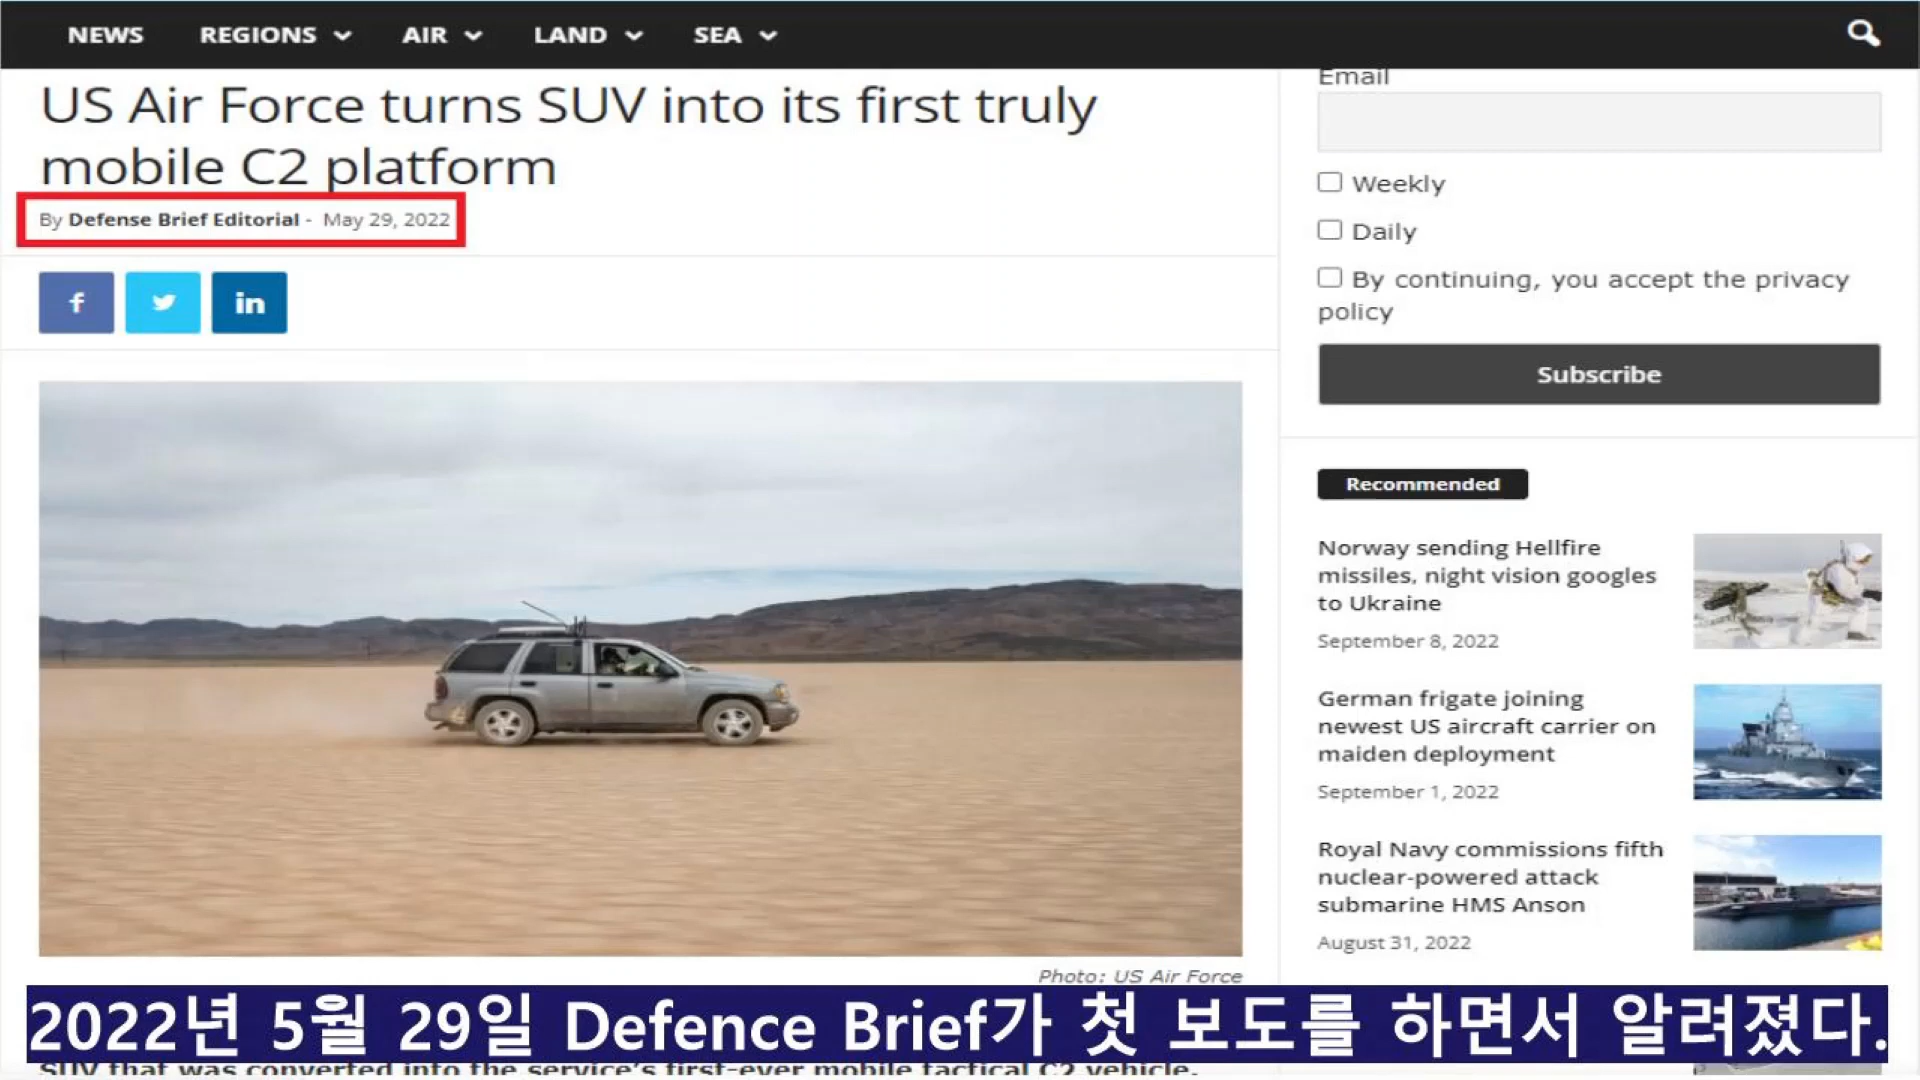 NEWS REGIONS AIR LAND SEA
US Air Force turns SUV into its first truly
mobile C2 platform
By Defense Brief Editorial - May 29, 2022
f in
Photo: US Air Force
Email
Weekly
Daily
By continuing, you accept the privacy
policy
Subscribe
Recommended
Norway sending Hellfire
missiles, night vision googles
to Ukraine
September 8, 2022
German frigate joining
newest US aircraft carrier on
maiden deployment
September 1, 2022
Royal Navy commissions fifth
nuclear-powered attack
submarine HMS Anson
August 31, 2022
2022년 5월 29일 Defence Brief가 첫 보도를 하면서 알려졌다.
SUV that was converted into the service's first-ever mobile tactical C2 vehicle.